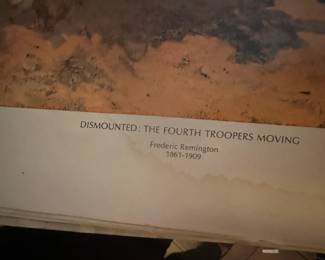 DISMOUNTED: THE FOURTH TROOPERS MOVING
Frederic Remington
1861-1909